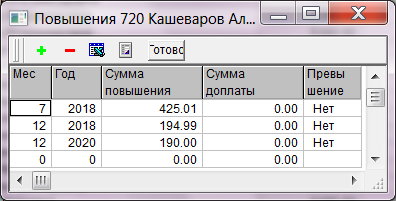 Повышения 720 Кашеваров Ал...
Готовс
Мес Год Сумма повышения Сумма доплаты Превы шение
7 2018 425.01 0.00 Нет
12 2018 194.99 0.00 Нет
12 2020 190.00 0.00 Нет
0 0 0.00 0.00